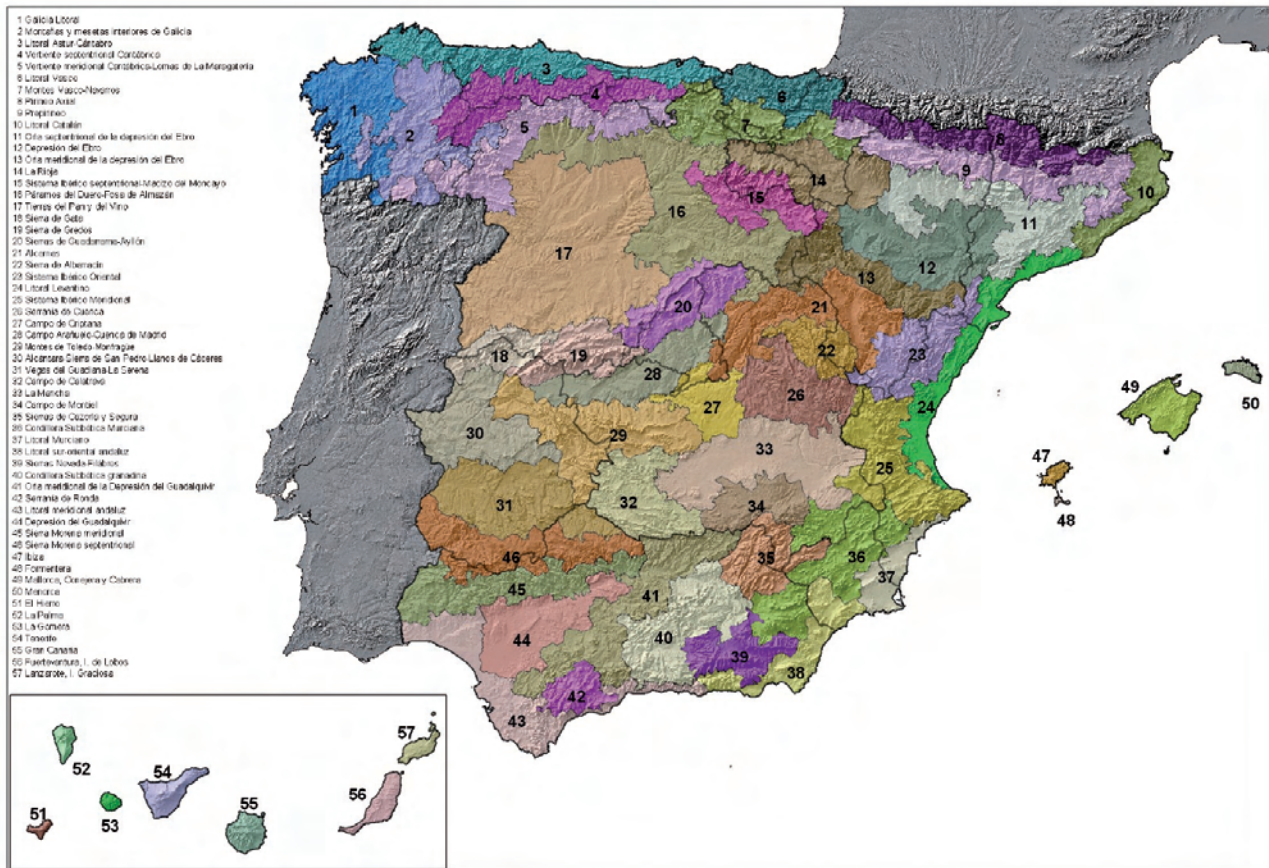 1 Galicia Litoral
2 Montañas y mesetas interiores de Galicia
3 Litoral Astur-Cántabro
4 Vertiente septentrional Cantábrica
5 Vertiente meridional Cantábrica-Lomas de La Maragatería
6 Litoral Vasco
7 Montes Vasco-Navarros
8 Pirineo Axial
9 Prepirineo
10 Litoral Catalán
11 Orla septentrional de la depresión del Ebro
12 Depresión del Ebro
13 Orla meridional de la depresión del Ebro
14 La Rioja
15 Sistema Ibérico septentrional-Macizo del Moncayo
16 Páramos del Duero-Fosa de Almazán
17 Tierras del Pan y del Vino
18 Sierra de Gata
19 Sierra de Gredos
20 Sierras de Guadarrama-Ayllón
21 Alcarrias
22 Sierra de Albarracín
23 Sistema Ibérico Oriental
24 Litoral Levantino
25 Sistema Ibérico Meridional
26 Serranía de Cuenca
27 Campo de Criptana
28 Campo Arañuelo-Cuenca de Madrid
29 Montes de Toledo-Monfragüe
30 Alcántara-Sierra de San Pedro-Llanos de Cáceres
31 Vegas del Guadiana-La Serena
32 Campo de Calatrava
33 La Mancha
34 Campo de Montiel
35 Sierras de Cazorla y Segura
36 Cordillera Subbética Murciana
37 Litoral Murciano
38 Litoral sur-oriental andaluz
39 Sierras Nevada-Filabres
40 Cordillera Subbética granadina
41 Orla meridional de la Depresión del Guadalquivir
42 Serranía de Ronda
43 Litoral meridional andaluz
44 Depresión del Guadalquivir
45 Sierra Morena meridional
46 Sierra Morena septentrional
47 Ibiza
48 Formentera
49 Mallorca, Conejera y Cabrera
50 Menorca
51 El Hierro
52 La Palma
53 La Gomera
54 Tenerife
55 Gran Canaria
56 Fuerteventura, I. de Lobos
57 Lanzarote, I. Graciosa
3
4
6
1
2
5
7
8
9
10
14
15
16
11
17
12
13
20
21
18
19
22
23
28
26
27
24
49
50
30
29
33
47
25
48
31
32
34
46
35
36
37
45
41
44
40
39
38
42
43
57
52
54
56
51
53
55